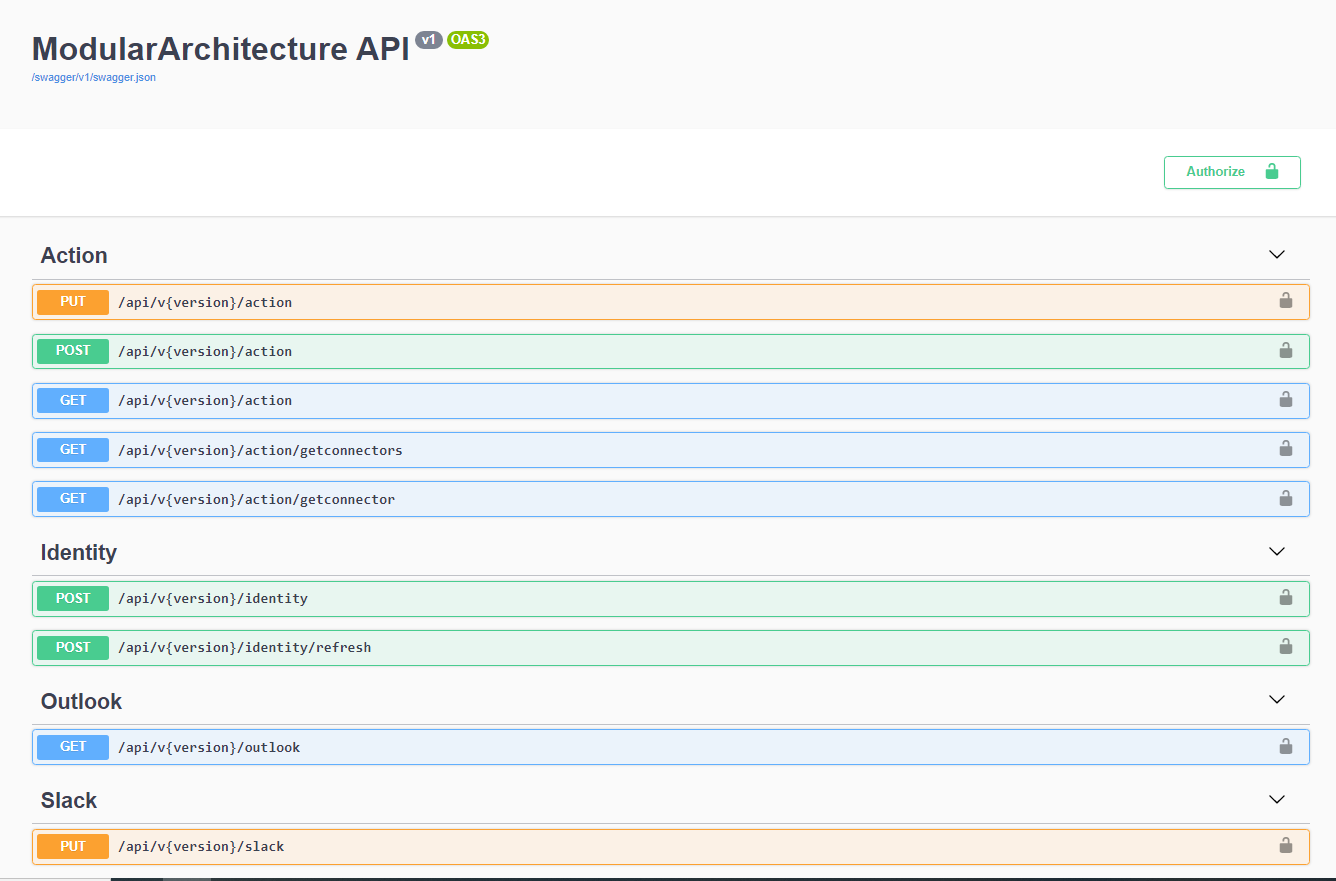 ModularArchitecture API v1 OAS3
/swagger/v1/swagger.json
Authorize
Action
PUT /api/v{version}/action
POST /api/v{version}/action
GET /api/v{version}/action
GET /api/v{version}/action/getconnectors
GET /api/v{version}/action/getconnector
Identity
POST /api/v{version}/identity
POST /api/v{version}/identity/refresh
Outlook
GET /api/v{version}/outlook
Slack
PUT /api/v{version}/slack